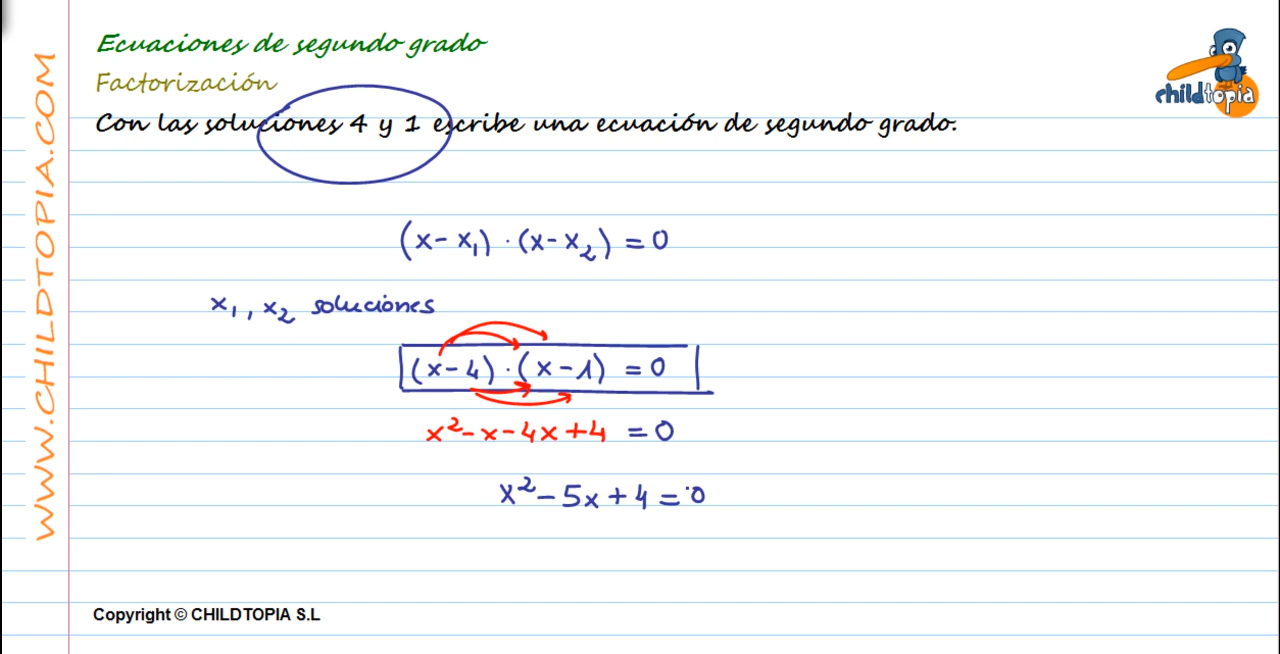 WWW.CHILDTOPIA.COM
Ecuaciones de segundo grado
Factorización
childtopia
Con las soluciones 4 y 1 escribe una ecuación de segundo grado.
(x-x₁)·(x-x₂)=0
x₁, x₂ soluciones
(x-4)·(x-1)=0
x²-x-4x+4=0
x²-5x+4=0
Copyright © CHILDTOPIA S.L